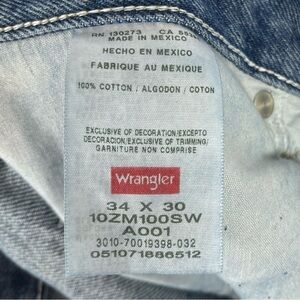 RN 130273 CA
MADE IN MEXICO
HECHO EN MEXICO
FABRIQUE AU MEXIQUE
100% COTTON / ALGODON / COTON
EXCLUSIVE OF DECORATION/EXCEPTO
DECORACION/EXCLUSIVE OF TRIMMING/
GARNITURE NON COMPRISE
Wrangler
34 X 30
10ZM100SW
A001
3010-70019398-032
051071886512